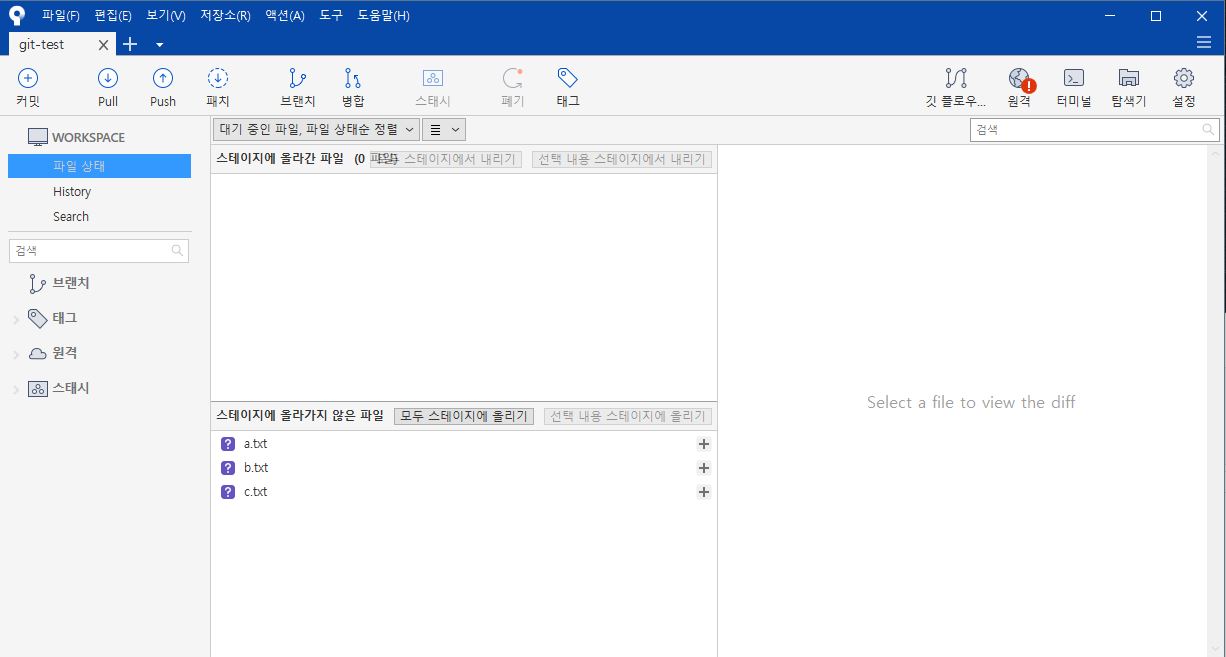 파일(F) 편집(E) 보기(V) 저장소(R) 액션(A) 도구 도움말(H)
git-test
커밋 Pull Push 패치 브랜치 병합 스태시 폐기 태그 깃 플로우... 원격 터미널 탐색기 설정
WORKSPACE
파일 상태
History
Search
검색
브랜치
태그
원격
스태시
대기 중인 파일, 파일 상태순 정렬
검색
스테이지에 올라간 파일 (0 파일) 스테이지에서 내리기 선택 내용 스테이지에서 내리기
스테이지에 올라가지 않은 파일 모두 스테이지에 올리기 선택 내용 스테이지에 올리기
a.txt
b.txt
c.txt
Select a file to view the diff